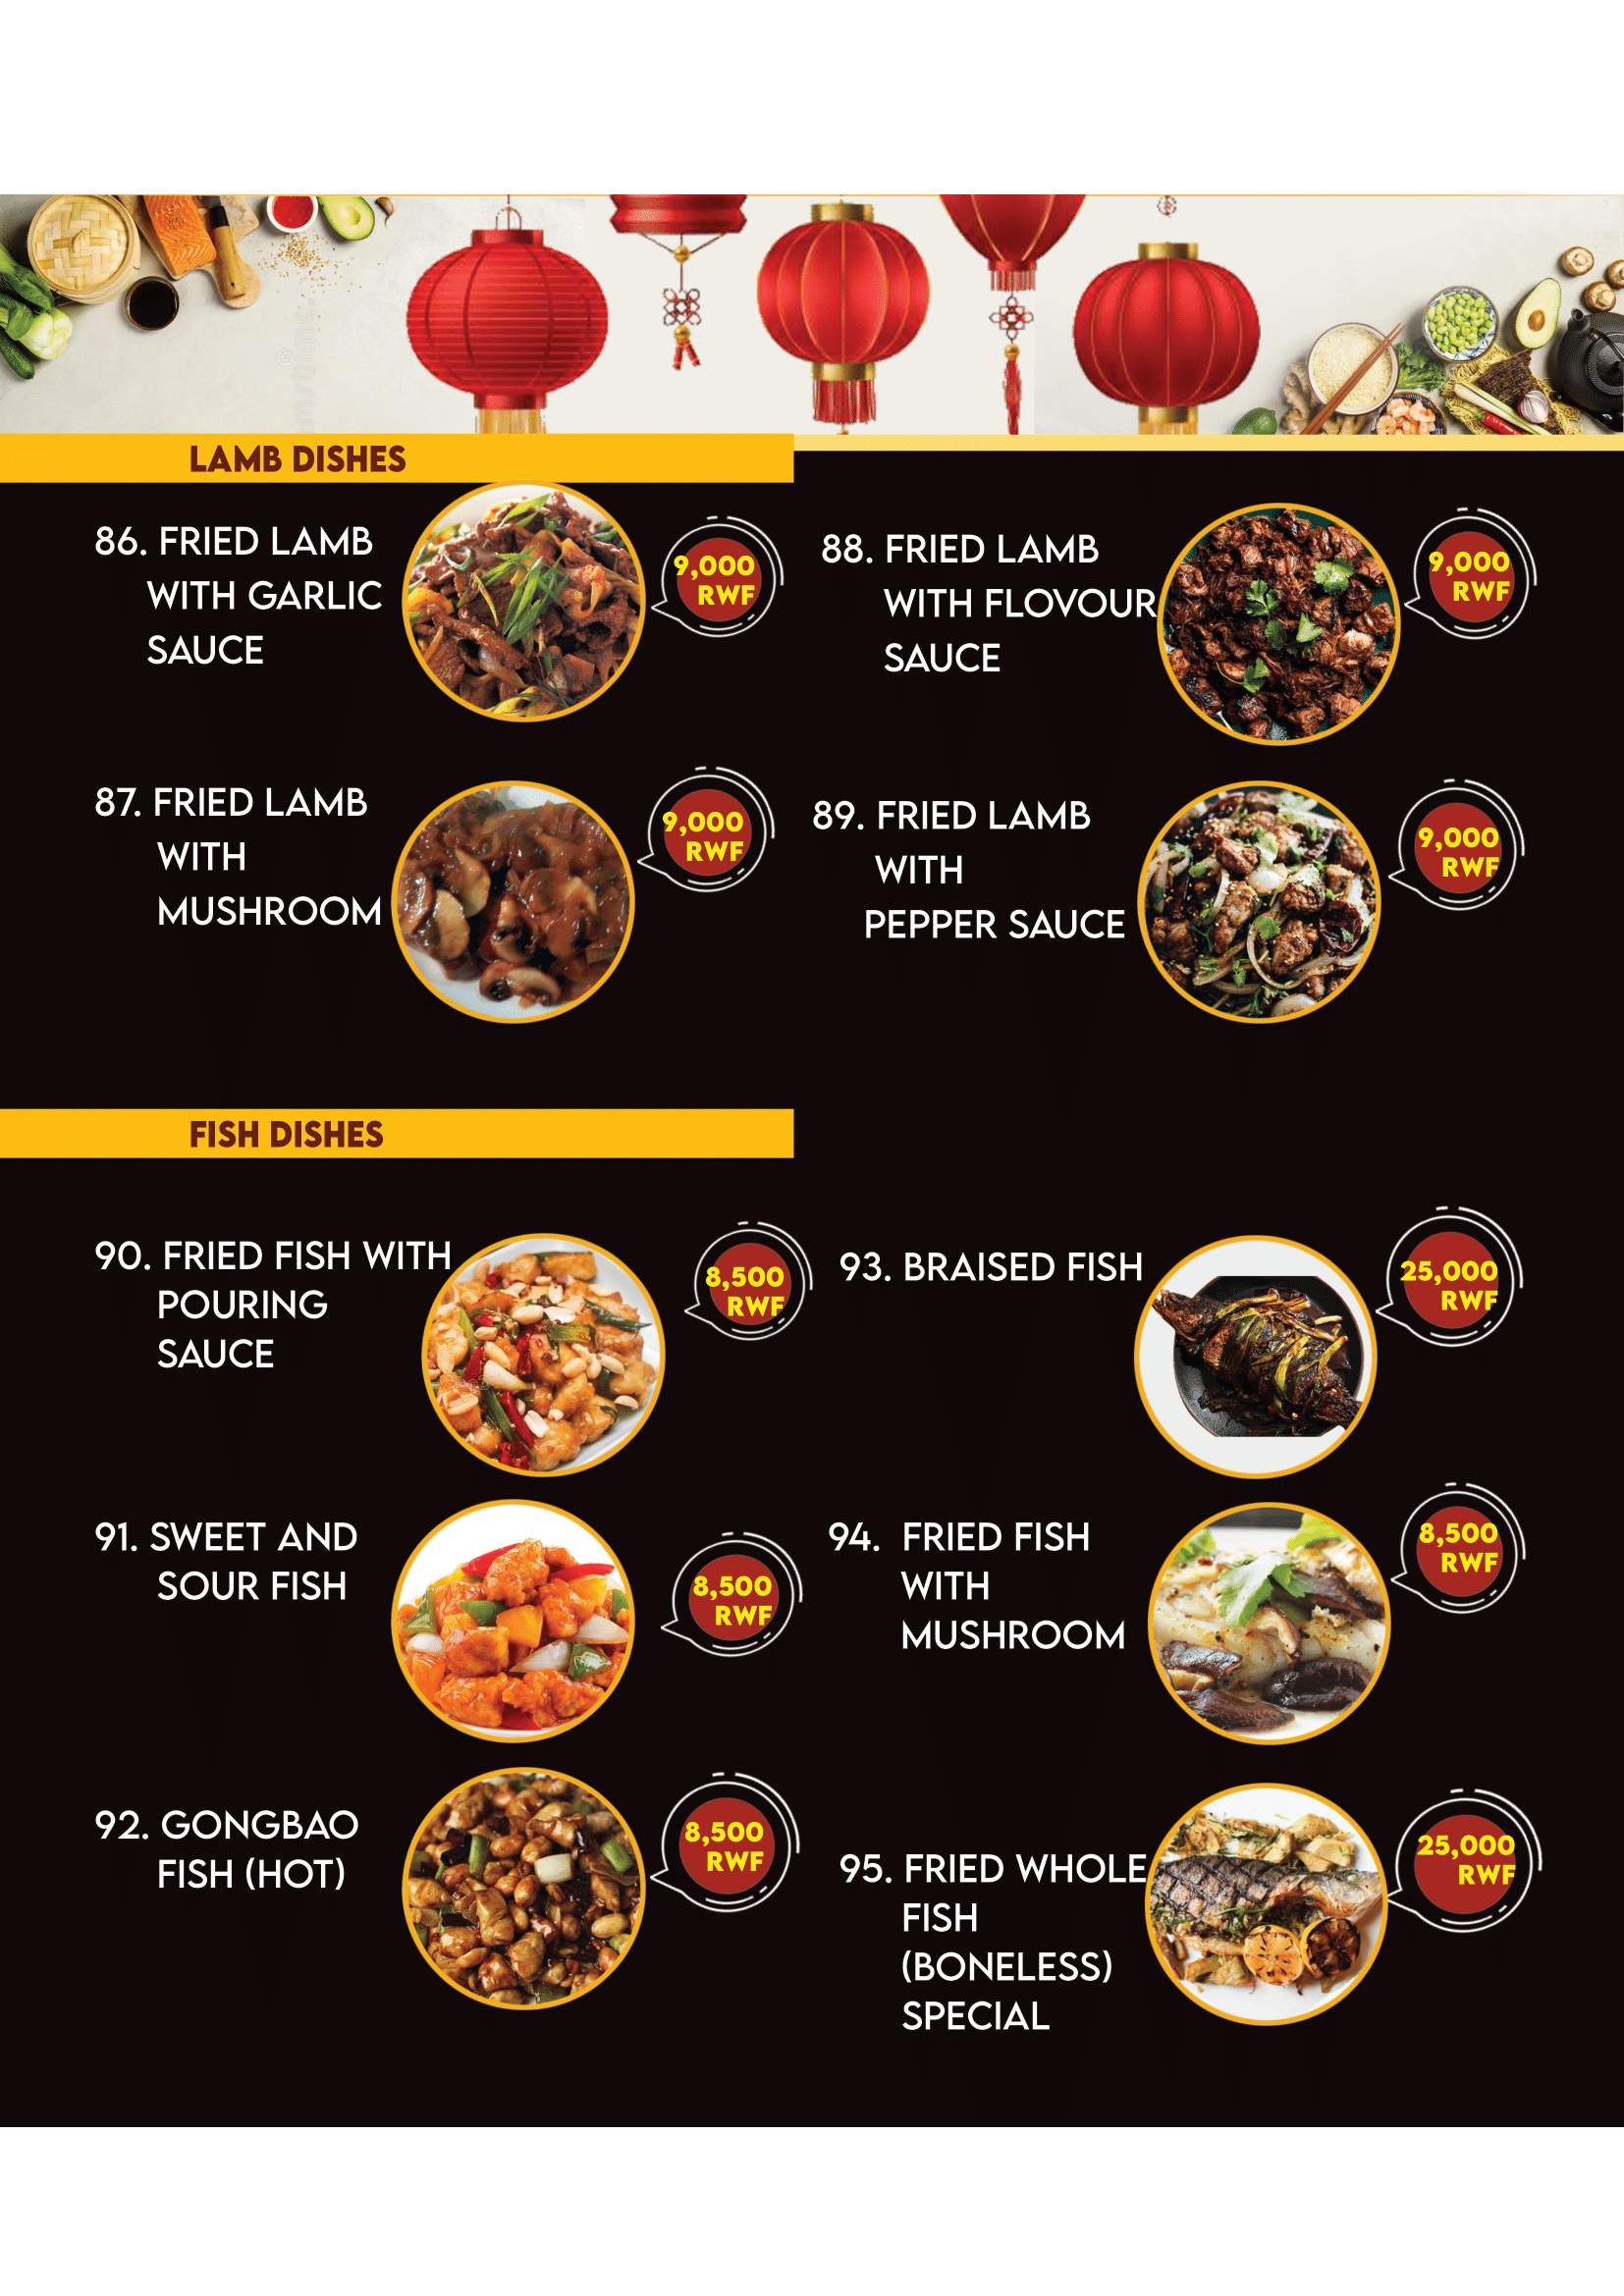 LAMB DISHES
86. FRIED LAMB
WITH GARLIC
SAUCE
9,000
RWF
88. FRIED LAMB
WITH FLOVOUR
SAUCE
9,000
RWF
87. FRIED LAMB
WITH
MUSHROOM
9,000
RWF
89. FRIED LAMB
WITH
PEPPER SAUCE
9,000
RWF
FISH DISHES
90. FRIED FISH WITH
POURING
SAUCE
8,500
RWF
93. BRAISED FISH
25,000
RWF
91. SWEET AND
SOUR FISH
8,500
RWF
94. FRIED FISH
WITH
MUSHROOM
8,500
RWF
92. GONGBAO
FISH (HOT)
8,500
RWF
95. FRIED WHOLE
FISH
(BONELESS)
SPECIAL
25,000
RWF